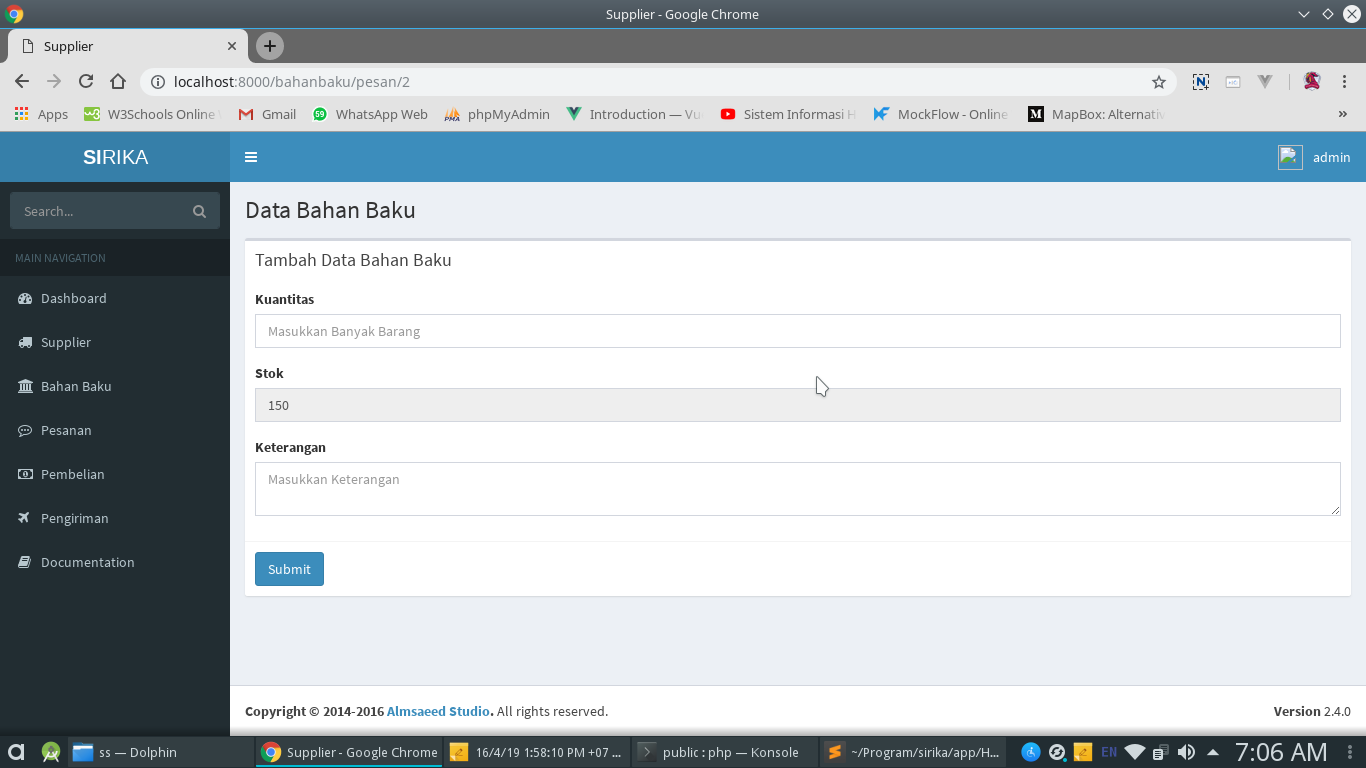 Supplier - Google Chrome
Supplier
localhost:8000/bahanbaku/pesan/2
Apps W3Schools Online Gmail WhatsApp Web phpMyAdmin Introduction — Vu Sistem Informasi H MockFlow - Online MapBox: Alternativ »
SIRIKA
admin
Search...
MAIN NAVIGATION
Dashboard
Supplier
Bahan Baku
Pesanan
Pembelian
Pengiriman
Documentation
Data Bahan Baku
Tambah Data Bahan Baku
Kuantitas
Masukkan Banyak Barang
Stok
150
Keterangan
Masukkan Keterangan
Submit
Copyright © 2014-2016 Almsaeed Studio. All rights reserved.
Version 2.4.0
ss — Dolphin Supplier - Google Chrome 16/4/19 1:58:10 PM +07 ... public : php — Konsole ~/Program/sirika/app/H... EN 7:06 AM